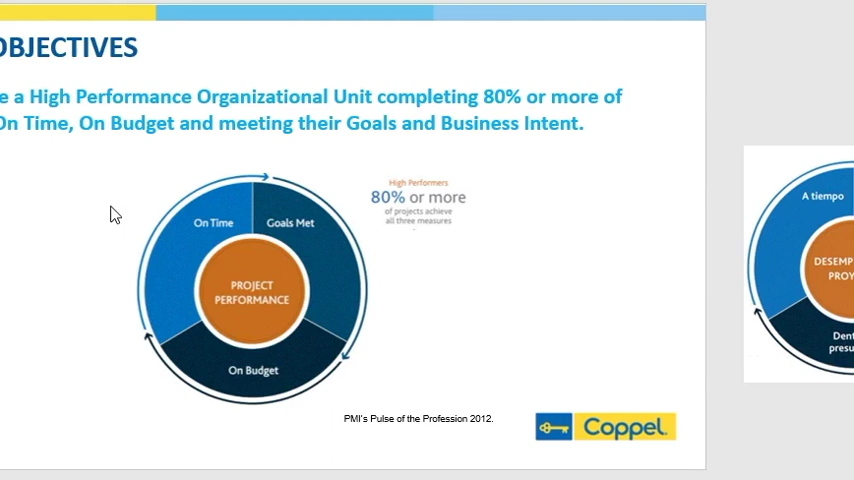 OBJECTIVES
e a High Performance Organizational Unit completing 80% or more of
On Time, On Budget and meeting their Goals and Business Intent.
High Performers
80% or more
of projects achieve
all three measures
On Time
Goals Met
PROJECT
PERFORMANCE
On Budget
PMI's Pulse of the Profession 2012.
Coppel.
A tiempo
DESEMP
PROY
Dent
presu